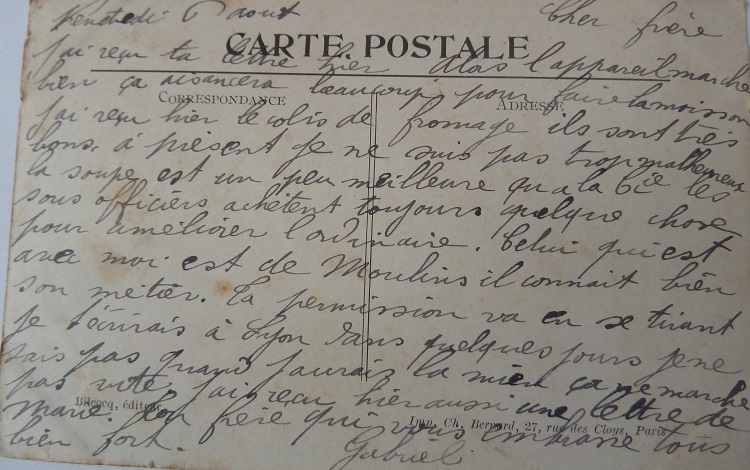 Vendredi 6 aout
Cher frère
CARTE POSTALE
j'ai reçu ta lettre hier Alors l'appareil marche
bien ça aisancera beaucoup pour faire la moisson
CORRESPONDANCE
ADRESSE
j'ai reçu hier le colis de fromage ils sont très
bons. à présent je ne suis pas trop malheureux
la soupe est un peu meilleure qu a la Cie les
sous officiers achètent toujours quelque chose
pour améliorer l'ordinaire. Celui qui est
avec moi est de Moulins il connait bien
son métier. La permission va en se tirant
je écrirais à Lyon dans quelques jours je ne
sais pas quand j'aurais la mien ça ne marche
pas vite j'ai reçu hier aussi une lettre de
Bilcocq, éditeur
Imp. Ch. Bernard, 27, rue des Cloys, Paris
Marie. Ton frère qui vous embrasse tous
bien fort.
Gabriel